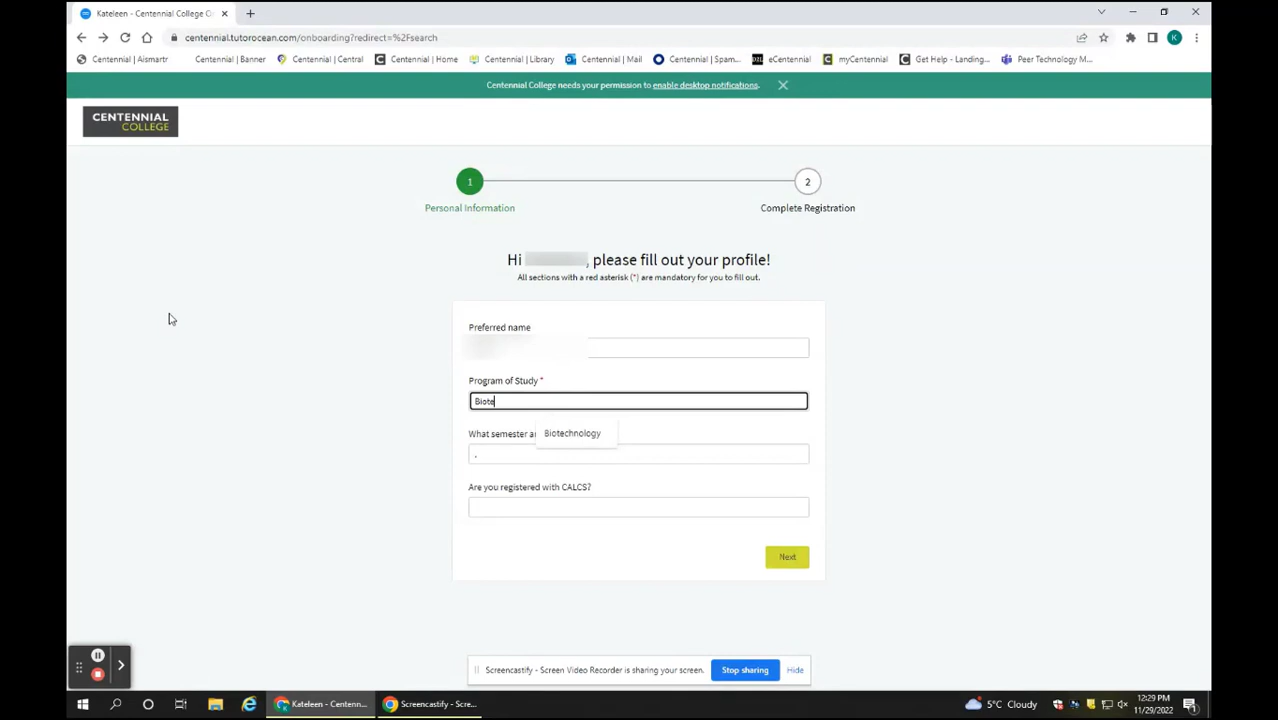 Kateleen - Centennial College O
centennial.tutorocean.com/onboarding?redirect=%2Fsearch
K
Centennial | Aismartr
Centennial | Banner
Centennial | Central
Centennial | Home
Centennial | Library
Centennial | Mail
Centennial | Spam...
D2L
eCentennial
myCentennial
Get Help - Landing...
Peer Technology M...
Centennial College needs your permission to enable desktop notifications.
CENTENNIAL
COLLEGE
1
2
Personal Information
Complete Registration
Hi , please fill out your profile!
All sections with a red asterisk (*) are mandatory for you to fill out.
Preferred name
Program of Study *
Biote
What semester a
Biotechnology
,
Are you registered with CALCS?
Next
Screencastify - Screen Video Recorder is sharing your screen.
Stop sharing
Hide
Kateleen - Centenn...
Screencastify - Scre...
5°C Cloudy
12:29 PM
11/29/2022
1